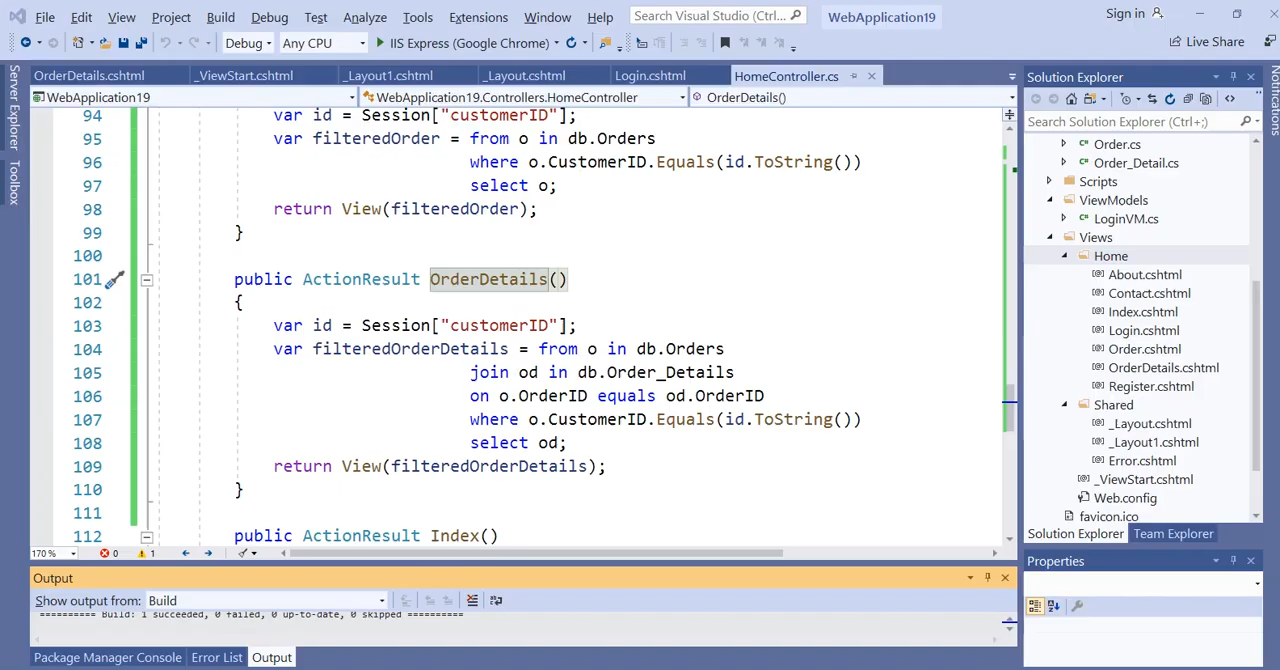 File Edit View Project Build Debug Test Analyze Tools Extensions Window Help Search Visual Studio (Ctrl... WebApplication19 Sign in
Debug Any CPU IIS Express (Google Chrome) Live Share
Server Explorer
Toolbox
OrderDetails.cshtml _ViewStart.cshtml _Layout1.cshtml _Layout.cshtml Login.cshtml HomeController.cs
WebApplication19 WebApplication19.Controllers.HomeController OrderDetails()
94 var id = Session["customerID"];
95 var filteredOrder = from o in db.Orders
96 where o.CustomerID.Equals(id.ToString())
97 select o;
98 return View(filteredOrder);
99 }
100
101 public ActionResult OrderDetails()
102 {
103 var id = Session["customerID"];
104 var filteredOrderDetails = from o in db.Orders
105 join od in db.Order_Details
106 on o.OrderID equals od.OrderID
107 where o.CustomerID.Equals(id.ToString())
108 select od;
109 return View(filteredOrderDetails);
110 }
111
112 public ActionResult Index()
170 % 0 1
Output
Show output from: Build
========== Build: 1 succeeded, 0 failed, 0 up-to-date, 0 skipped ==========
Package Manager Console Error List Output
Solution Explorer
Search Solution Explorer (Ctrl+;)
Order.cs
Order_Detail.cs
Scripts
ViewModels
LoginVM.cs
Views
Home
About.cshtml
Contact.cshtml
Index.cshtml
Login.cshtml
Order.cshtml
OrderDetails.cshtml
Register.cshtml
Shared
_Layout.cshtml
_Layout1.cshtml
Error.cshtml
_ViewStart.cshtml
Web.config
favicon.ico
Solution Explorer Team Explorer
Properties
Notifications